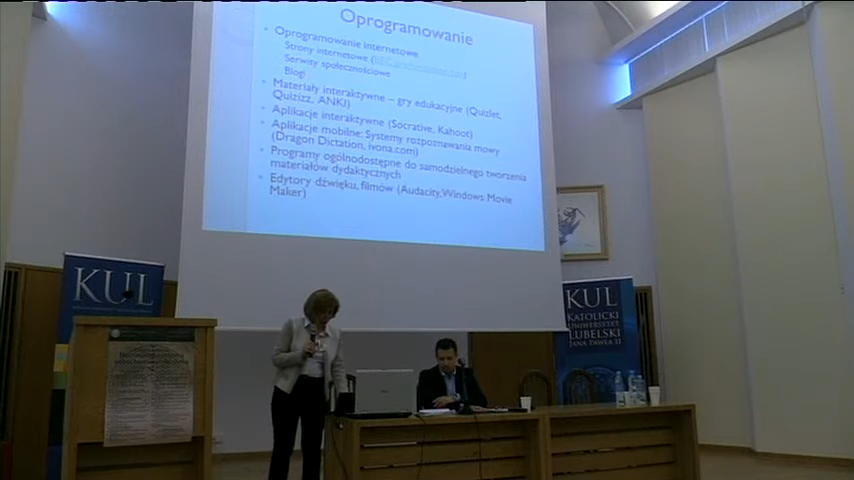 Oprogramowanie
Oprogramowanie internetowe
Strony internetowe (
Serwisy społecznościowe
Blogi
Materiały interaktywne – gry edukacyjne (Quizlet,
Quizizz, ANKI)
Aplikacje interaktywne (Socrative, Kahoot)
Aplikacje mobilne: Systemy rozpoznawania mowy
(Dragon Dictation, ivona.com)
Programy ogólnodostępne do samodzielnego tworzenia
materiałów dydaktycznych
Edytory dźwięku, filmów (Audacity, Windows Movie
Maker)
KUL
KUL
KATOLICKI
UNIWERSYTET
LUBELSKI
JANA PAWŁA II